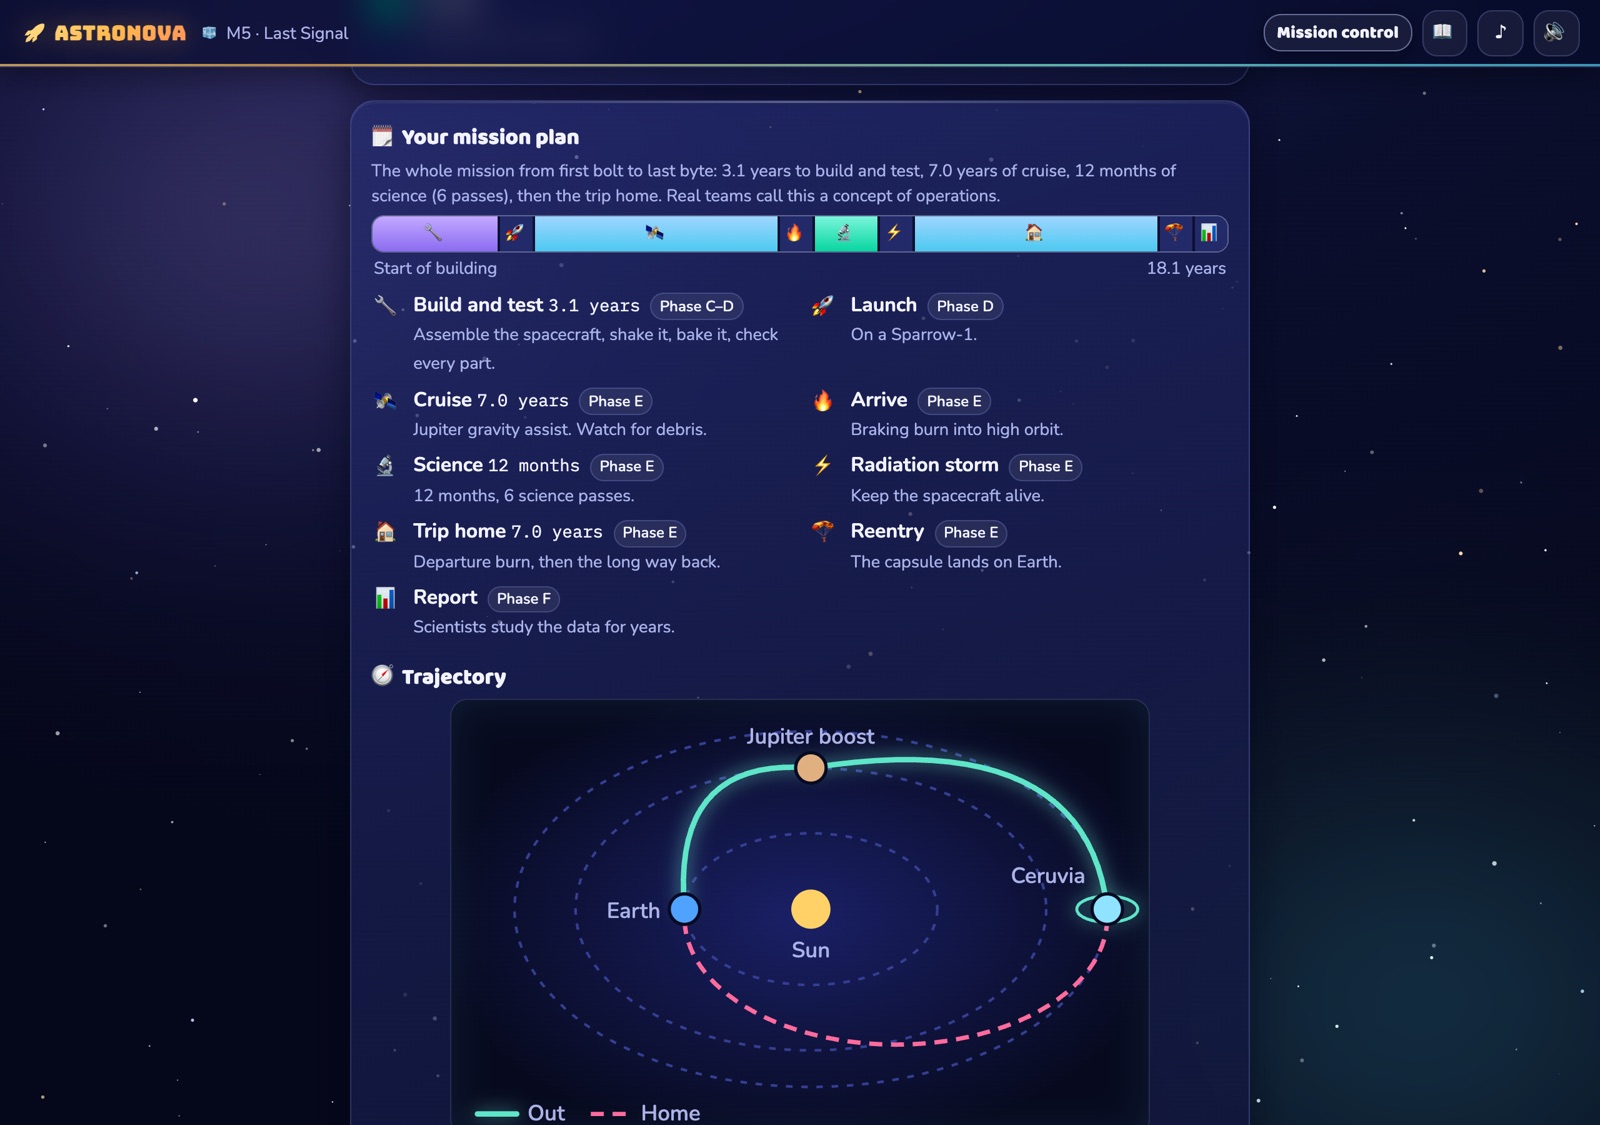 ASTRONOVA
M5 · Last Signal
Mission control
Your mission plan
The whole mission from first bolt to last byte: 3.1 years to build and test, 7.0 years of cruise, 12 months of
science (6 passes), then the trip home. Real teams call this a concept of operations.
Start of building
18.1 years
Build and test 3.1 years Phase C–D
Assemble the spacecraft, shake it, bake it, check
every part.
Launch Phase D
On a Sparrow-1.
Cruise 7.0 years Phase E
Jupiter gravity assist. Watch for debris.
Arrive Phase E
Braking burn into high orbit.
Science 12 months Phase E
12 months, 6 science passes.
Radiation storm Phase E
Keep the spacecraft alive.
Trip home 7.0 years Phase E
Departure burn, then the long way back.
Reentry Phase E
The capsule lands on Earth.
Report Phase F
Scientists study the data for years.
Trajectory
Jupiter boost
Ceruvia
Earth
Sun
Out
Home